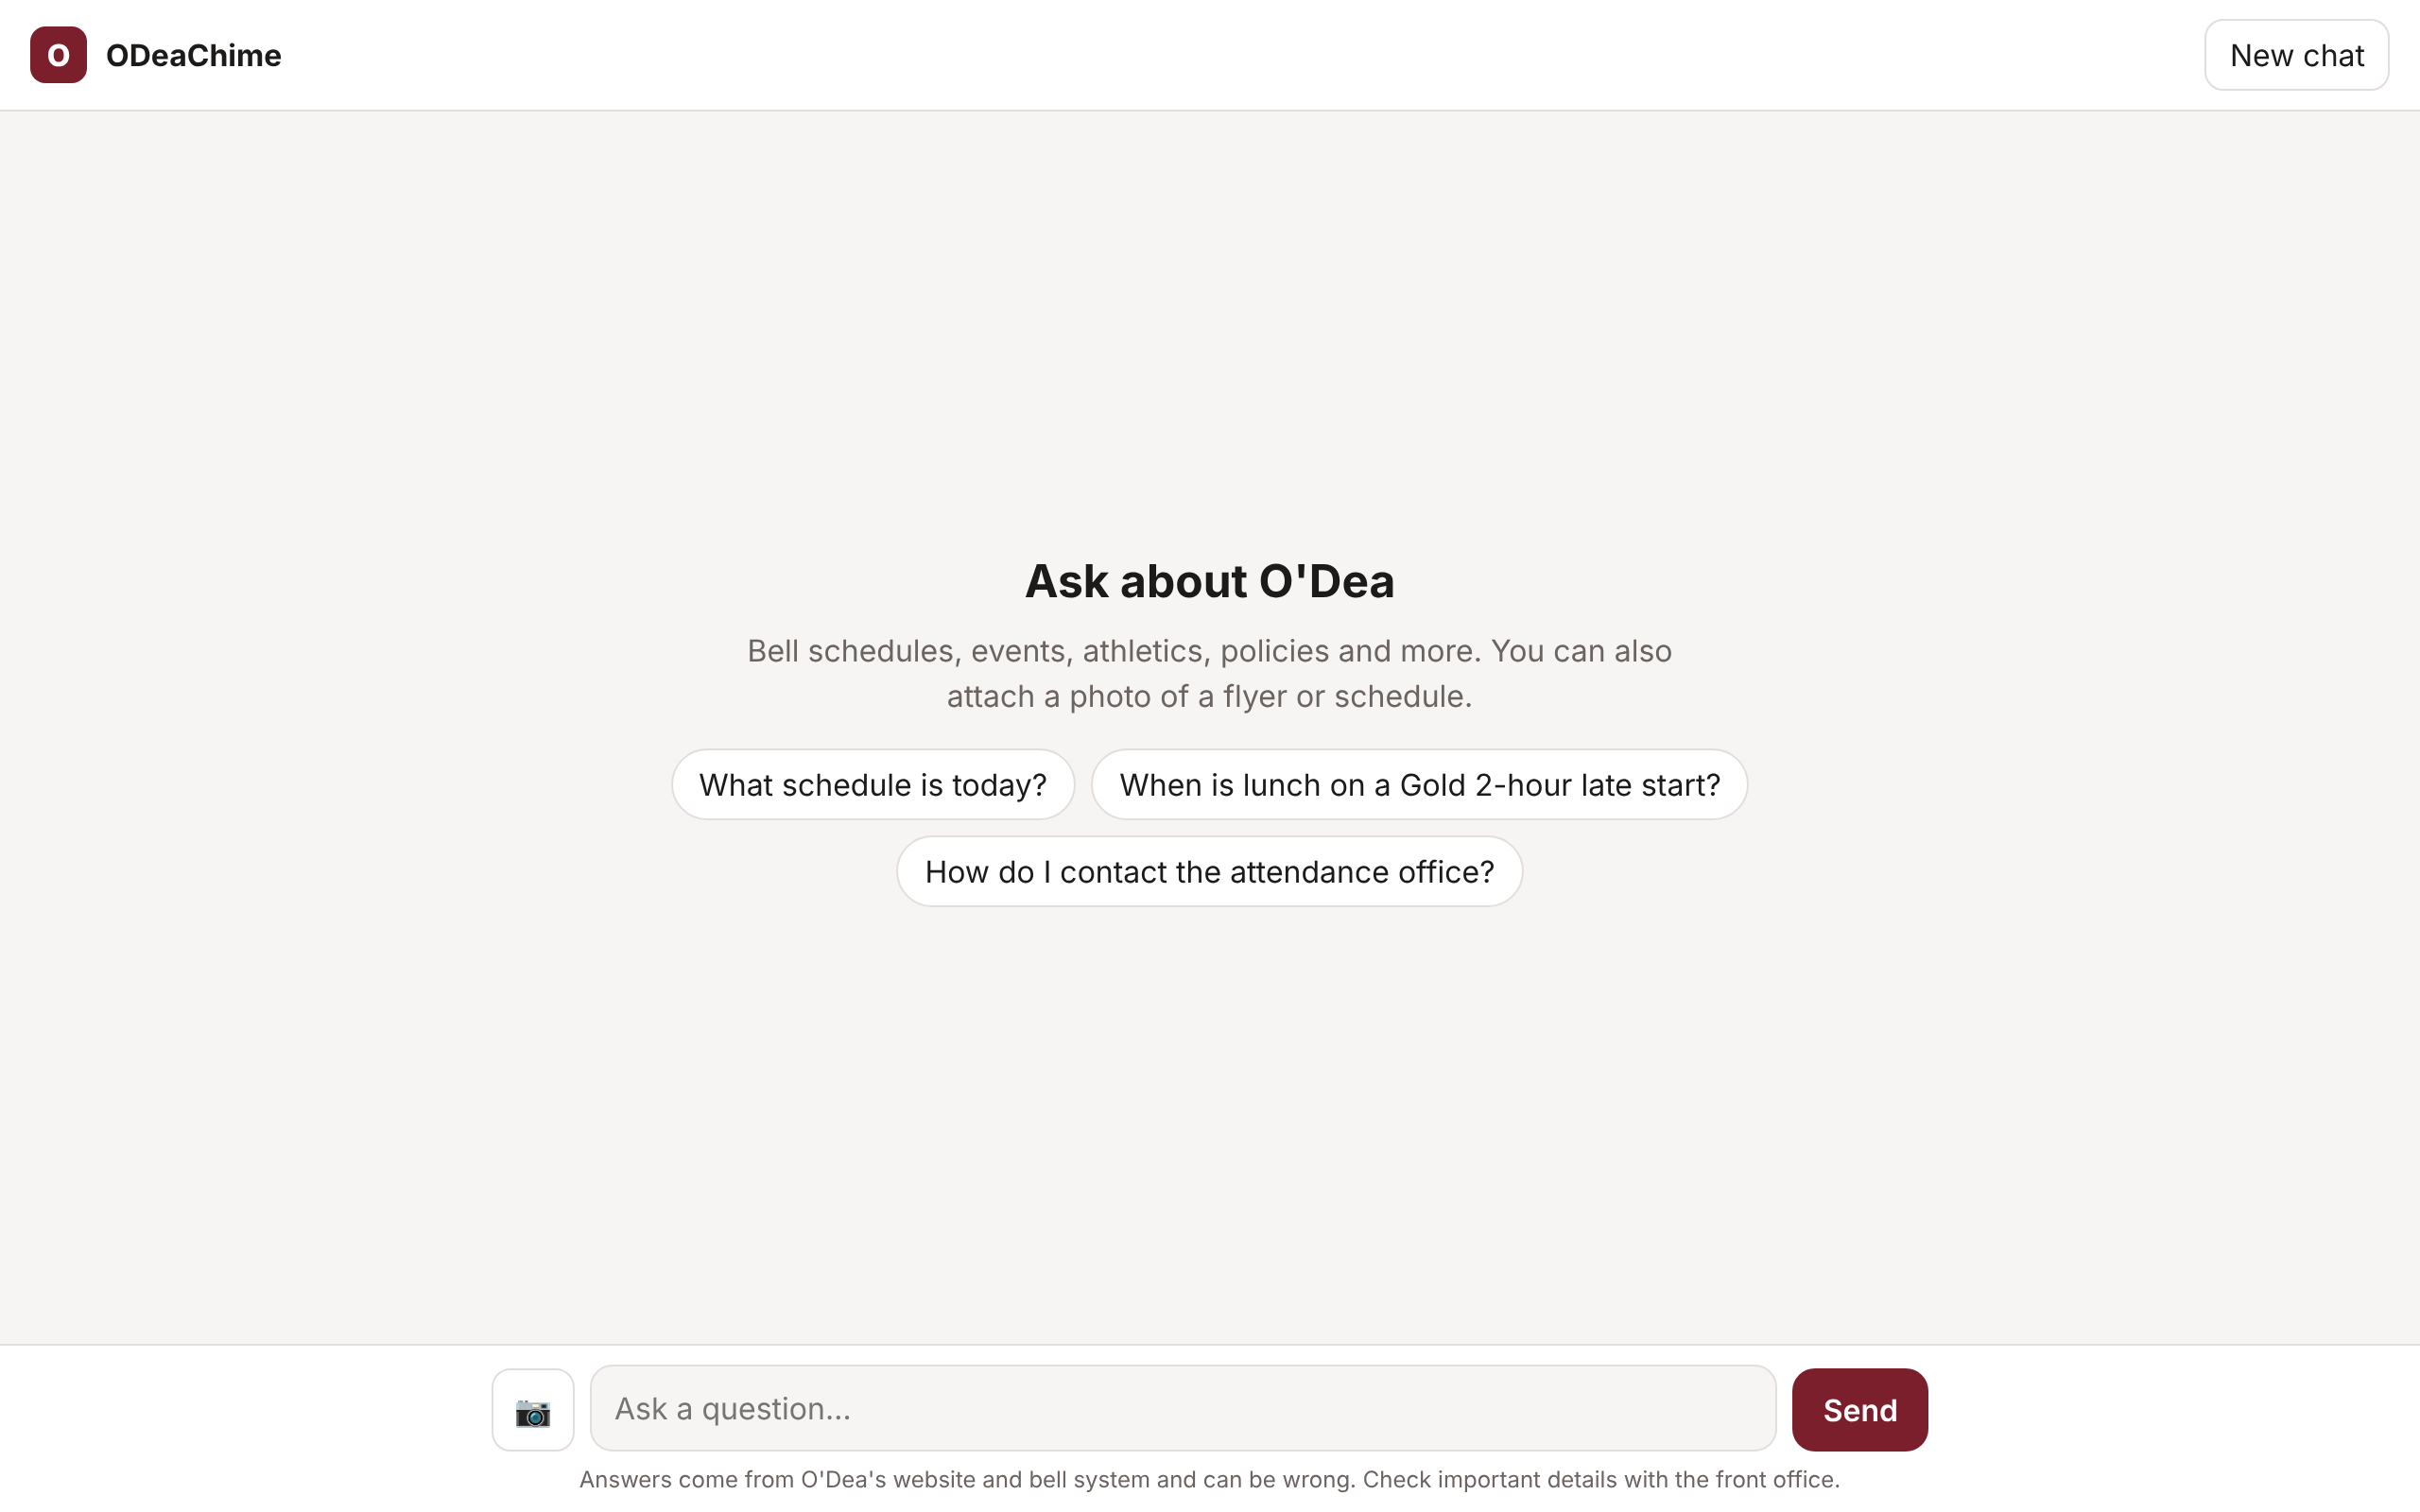 O ODeaChime New chat
Ask about O'Dea
Bell schedules, events, athletics, policies and more. You can also
attach a photo of a flyer or schedule.
What schedule is today? When is lunch on a Gold 2-hour late start?
How do I contact the attendance office?
Ask a question...
Send
Answers come from O'Dea's website and bell system and can be wrong. Check important details with the front office.